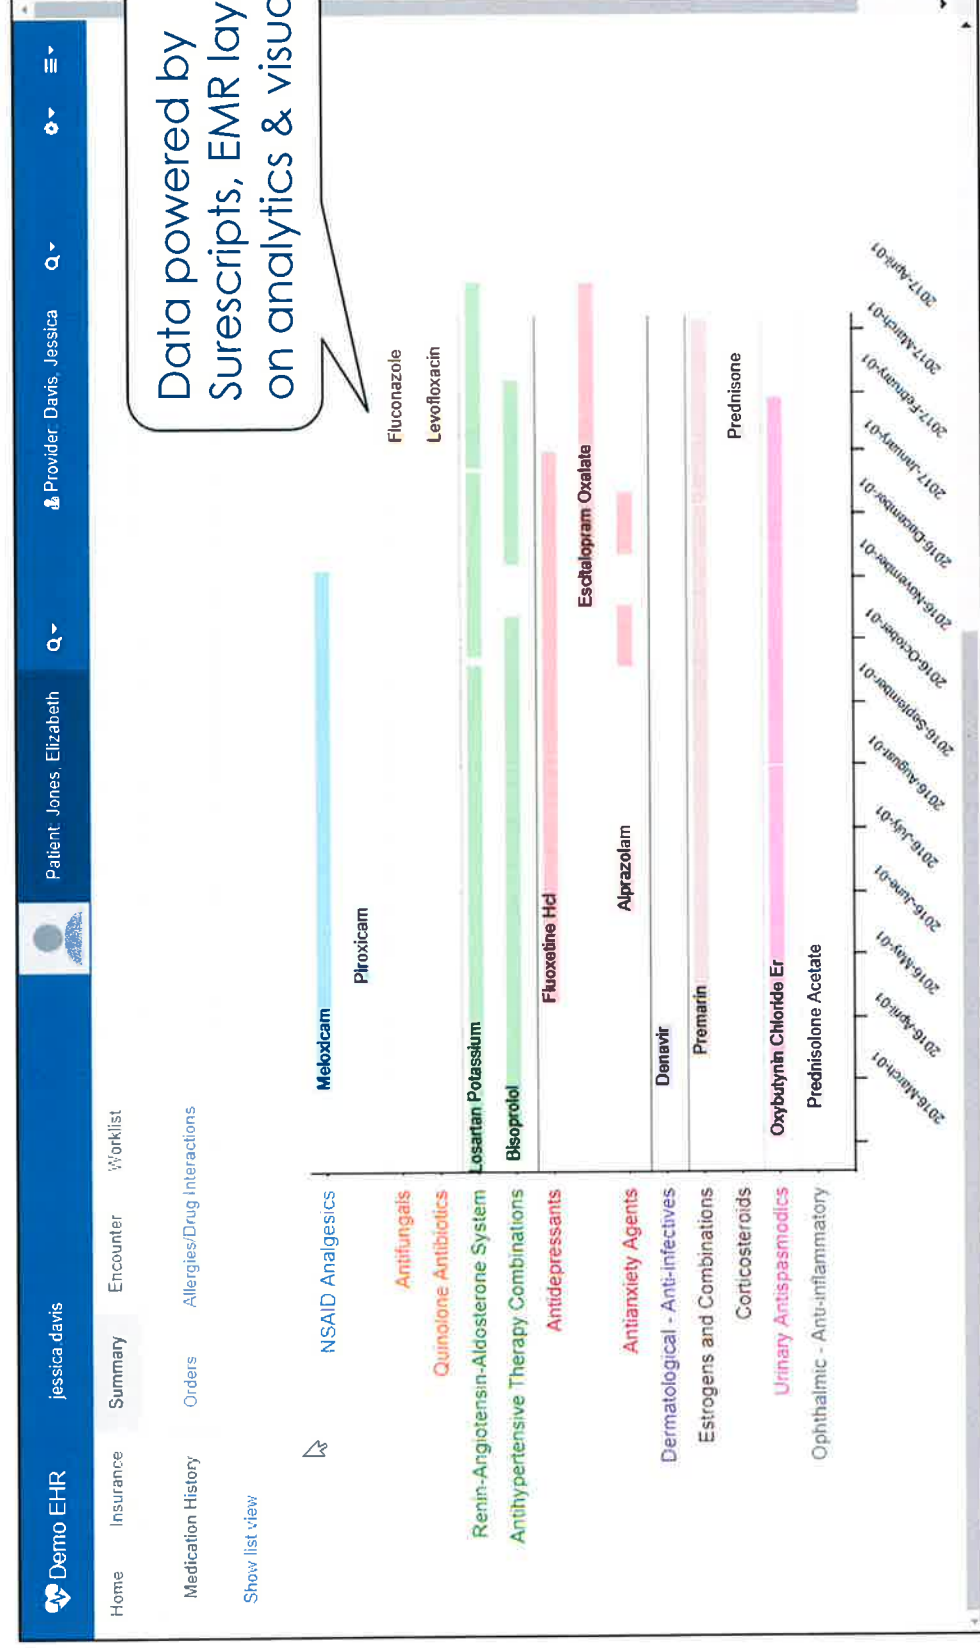 Demo EHR
jessica.davis
Patient: Jones, Elizabeth
Provider: Davis, Jessica
Home Insurance Summary Encounter Worklist
Medication History Orders Allergies/Drug Interactions
Show list view
Data powered by
Surescripts, EMR lay
on analytics & visua
NSAID Analgesics
Meloxicam
Piroxicam
Antifungals
Fluconazole
Quinolone Antibiotics
Levofloxacin
Renin-Angiotensin-Aldosterone System
Losartan Potassium
Antihypertensive Therapy Combinations
Bisoprolol
Antidepressants
Fluoxetine Hcl
Escitalopram Oxalate
Antianxiety Agents
Alprazolam
Dermatological - Anti-infectives
Denavir
Estrogens and Combinations
Premarin
Corticosteroids
Prednisone
Urinary Antispasmodics
Oxybutynin Chloride Er
Ophthalmic - Anti-inflammatory
Prednisolone Acetate
2016-March-01
2016-April-01
2016-May-01
2016-June-01
2016-July-01
2016-August-01
2016-September-01
2016-October-01
2016-November-01
2016-December-01
2017-January-01
2017-February-01
2017-March-01
2017-April-01